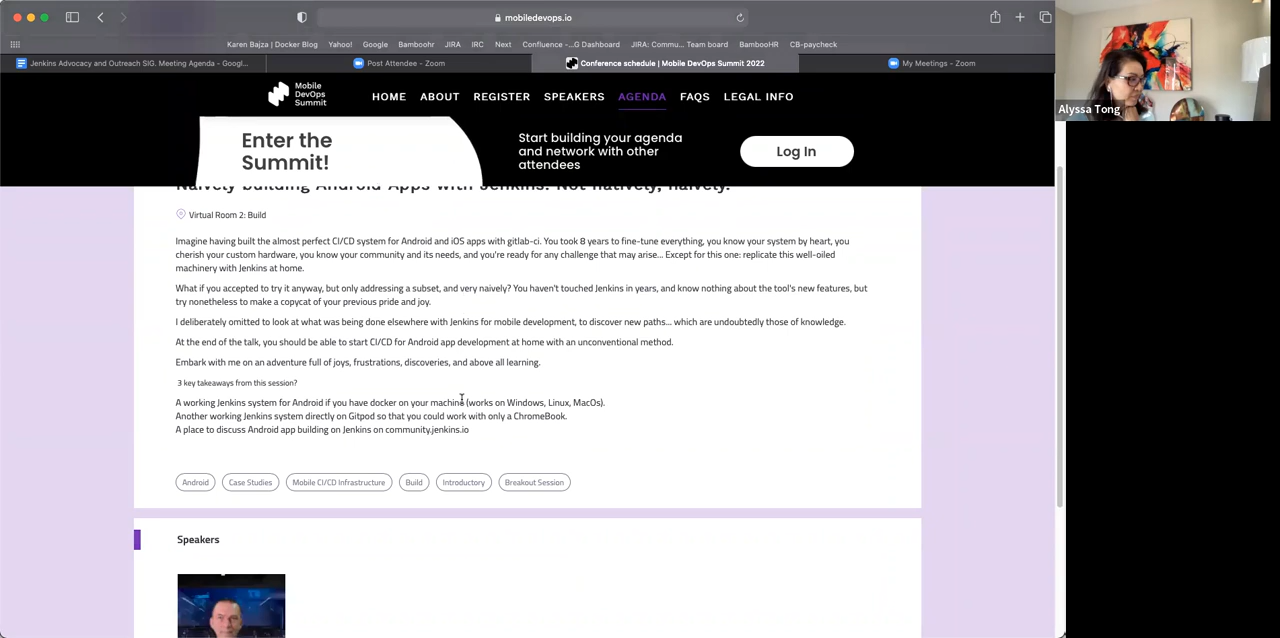 mobiledevops.io
Karen Bajza | Docker Blog Yahoo! Google Bamboohr JIRA IRC Next Confluence -...G Dashboard JIRA: Commu... Team board BambooHR CB-paycheck
Jenkins Advocacy and Outreach SIG. Meeting Agenda - Googl... Post Attendee - Zoom Conference schedule | Mobile DevOps Summit 2022 My Meetings - Zoom
Alyssa Tong
Mobile
DevOps
Summit
HOME ABOUT REGISTER SPEAKERS AGENDA FAQS LEGAL INFO
Enter the
Summit!
Start building your agenda
and network with other
attendees
Log In
Naively building Android Apps with Jenkins. Not natively, naively.
Virtual Room 2: Build
Imagine having built the almost perfect CI/CD system for Android and iOS apps with gitlab-ci. You took 8 years to fine-tune everything, you know your system by heart, you
cherish your custom hardware, you know your community and its needs, and you're ready for any challenge that may arise... Except for this one: replicate this well-oiled
machinery with Jenkins at home.
What if you accepted to try it anyway, but only addressing a subset, and very naively? You haven't touched Jenkins in years, and know nothing about the tool's new features, but
try nonetheless to make a copycat of your previous pride and joy.
I deliberately omitted to look at what was being done elsewhere with Jenkins for mobile development, to discover new paths... which are undoubtedly those of knowledge.
At the end of the talk, you should be able to start CI/CD for Android app development at home with an unconventional method.
Embark with me on an adventure full of joys, frustrations, discoveries, and above all learning.
3 key takeaways from this session?
A working Jenkins system for Android if you have docker on your machine (works on Windows, Linux, MacOs).
Another working Jenkins system directly on Gitpod so that you could work with only a ChromeBook.
A place to discuss Android app building on Jenkins on community.jenkins.io
Android Case Studies Mobile CI/CD Infrastructure Build Introductory Breakout Session
Speakers